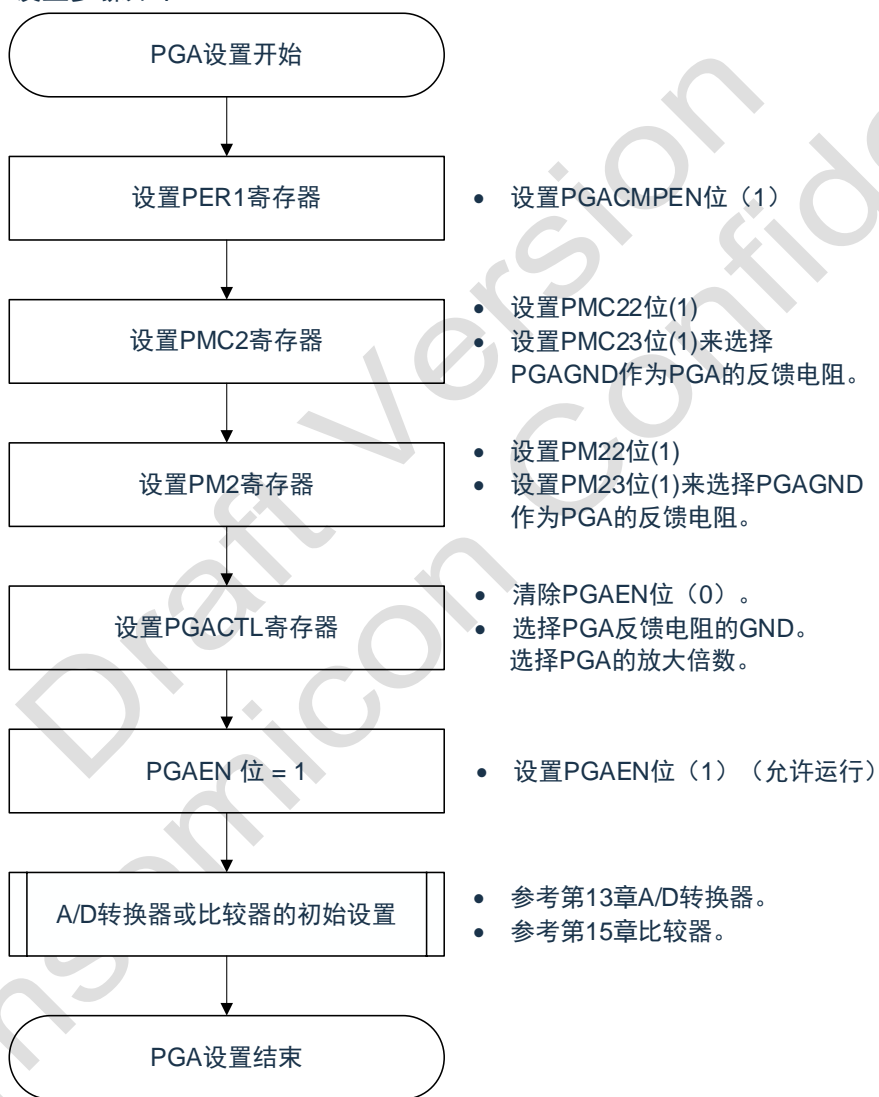 PGA设置开始
设置PER1寄存器
• 设置PGACMPEN位（1）
设置PMC2寄存器
• 设置PMC22位(1)
• 设置PMC23位(1)来选择
PGAGND作为PGA的反馈电阻。
设置PM2寄存器
• 设置PM22位(1)
• 设置PM23位(1)来选择PGAGND
作为PGA的反馈电阻。
设置PGACTL寄存器
• 清除PGAEN位（0）。
• 选择PGA反馈电阻的GND。
选择PGA的放大倍数。
PGAEN 位 = 1
• 设置PGAEN位（1）（允许运行）
A/D转换器或比较器的初始设置
• 参考第13章A/D转换器。
• 参考第15章比较器。
PGA设置结束
Draft Version